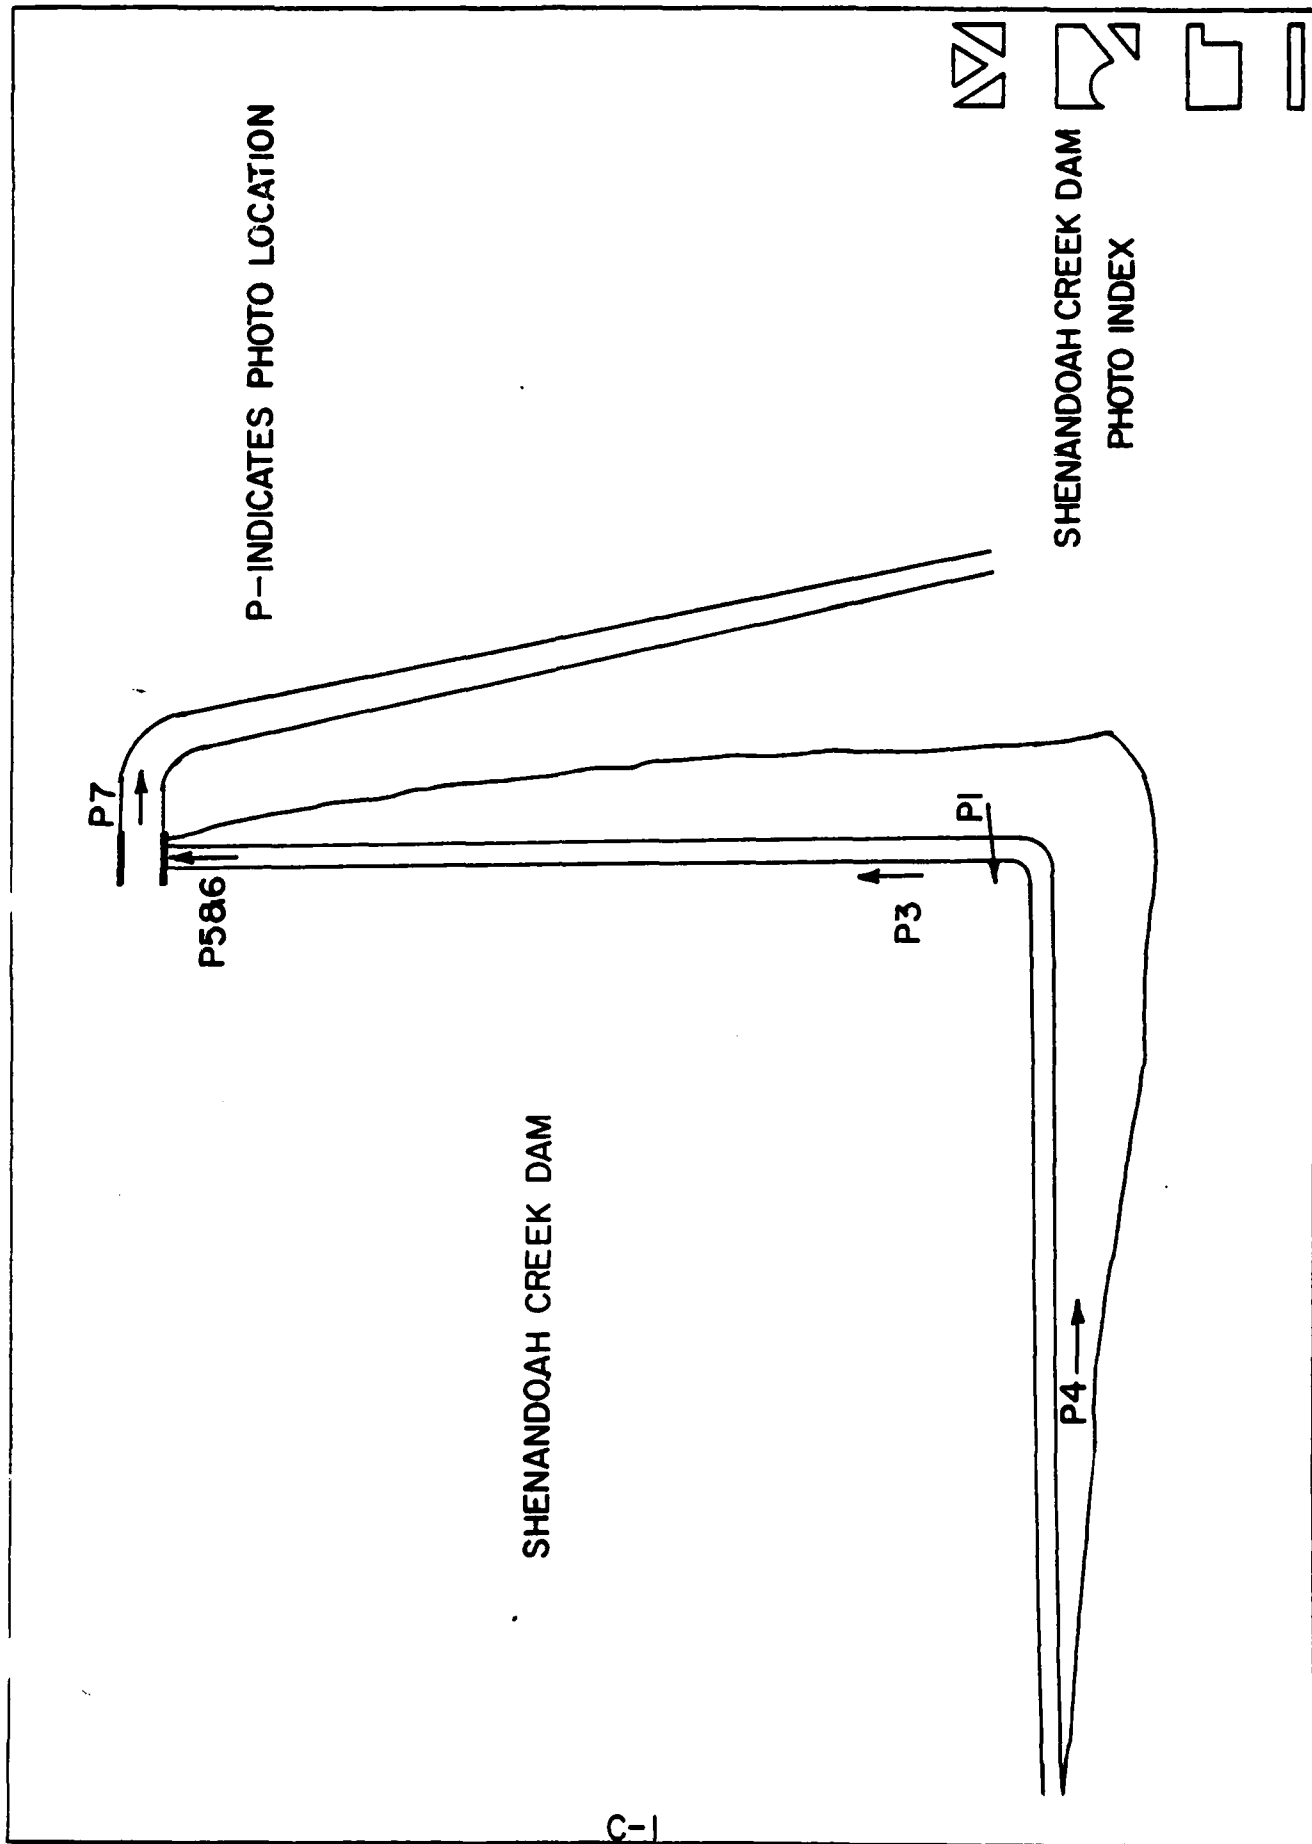 P-INDICATES PHOTO LOCATION
P7
P5&6
P3
P1
P4
SHENANDOAH CREEK DAM
SHENANDOAH CREEK DAM
PHOTO INDEX
C-1